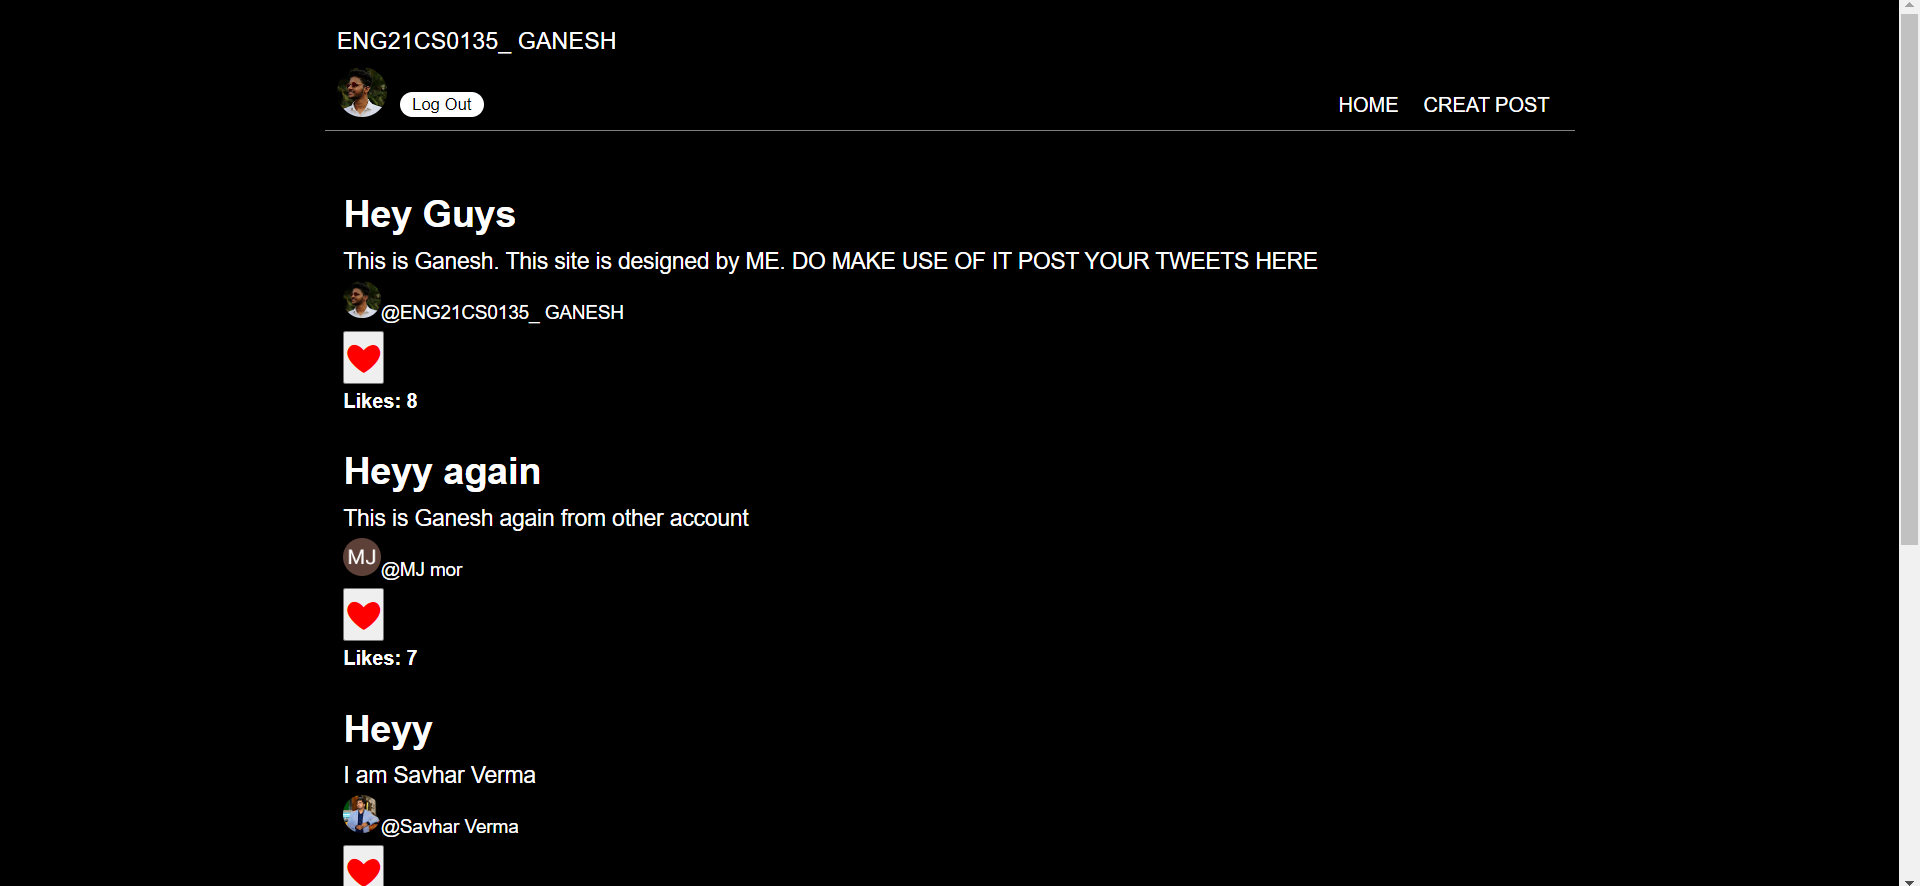 ENG21CS0135_ GANESH
Log Out
HOME CREAT POST
Hey Guys
This is Ganesh. This site is designed by ME. DO MAKE USE OF IT POST YOUR TWEETS HERE
@ENG21CS0135_ GANESH
Likes: 8
Heyy again
This is Ganesh again from other account
MJ @MJ mor
Likes: 7
Heyy
I am Savhar Verma
@Savhar Verma